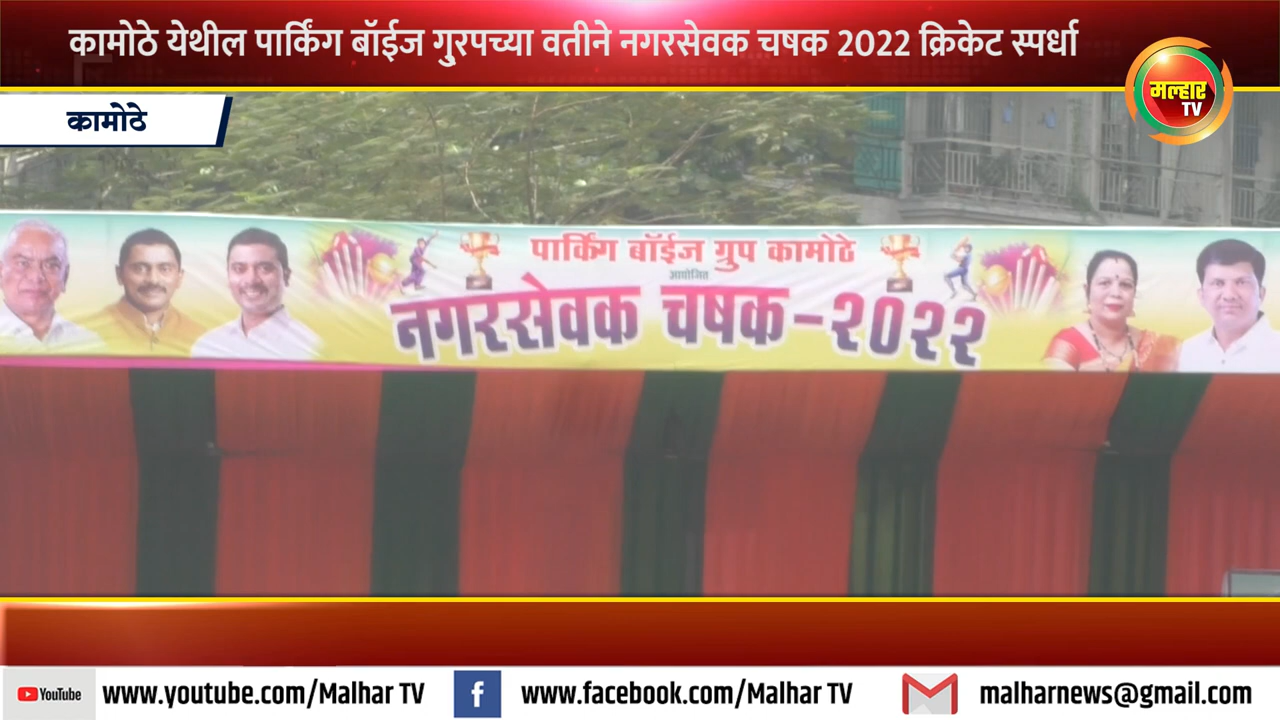 कामोठे येथील पार्किंग बॉईज गु्रपच्या वतीने नगरसेवक चषक 2022 क्रिकेट स्पर्धा
मल्हार
TV
कामोठे
पार्किंग बॉईज ग्रुप कामोठे
आयोजित
नगरसेवक चषक-२०२२
YouTube www.youtube.com/Malhar TV f www.facebook.com/Malhar TV malharnews@gmail.com